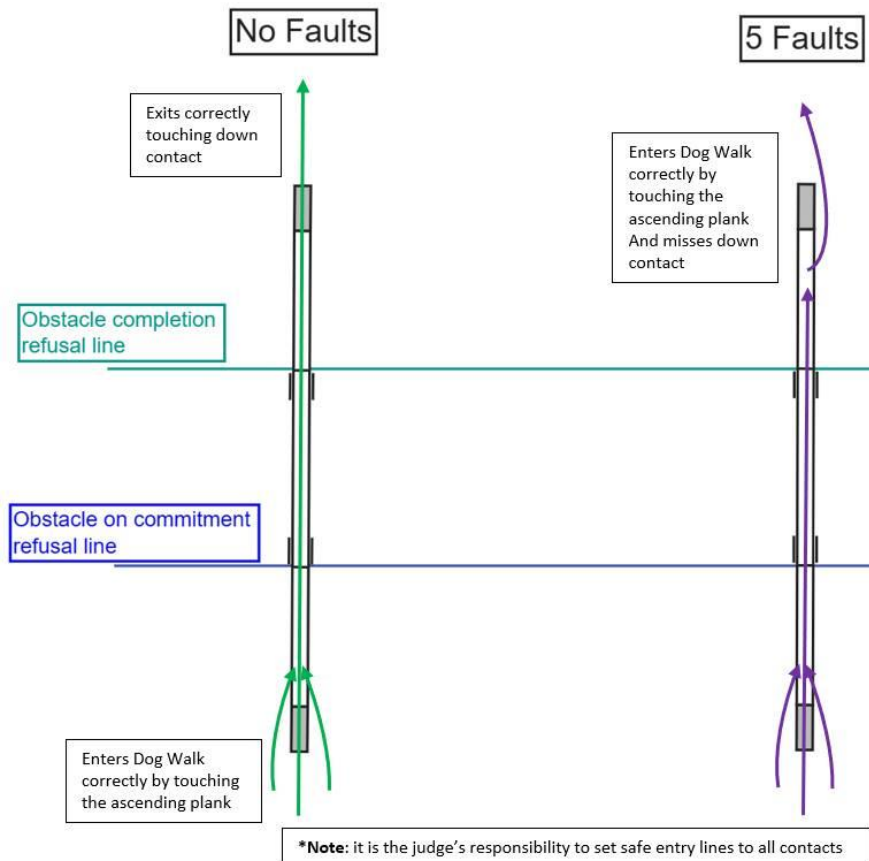 No Faults
5 Faults
Exits correctly
touching down
contact
Enters Dog Walk
correctly by
touching the
ascending plank
And misses down
contact
Obstacle completion
refusal line
Obstacle on commitment
refusal line
Enters Dog Walk
correctly by touching
the ascending plank
*Note: it is the judge's responsibility to set safe entry lines to all contacts